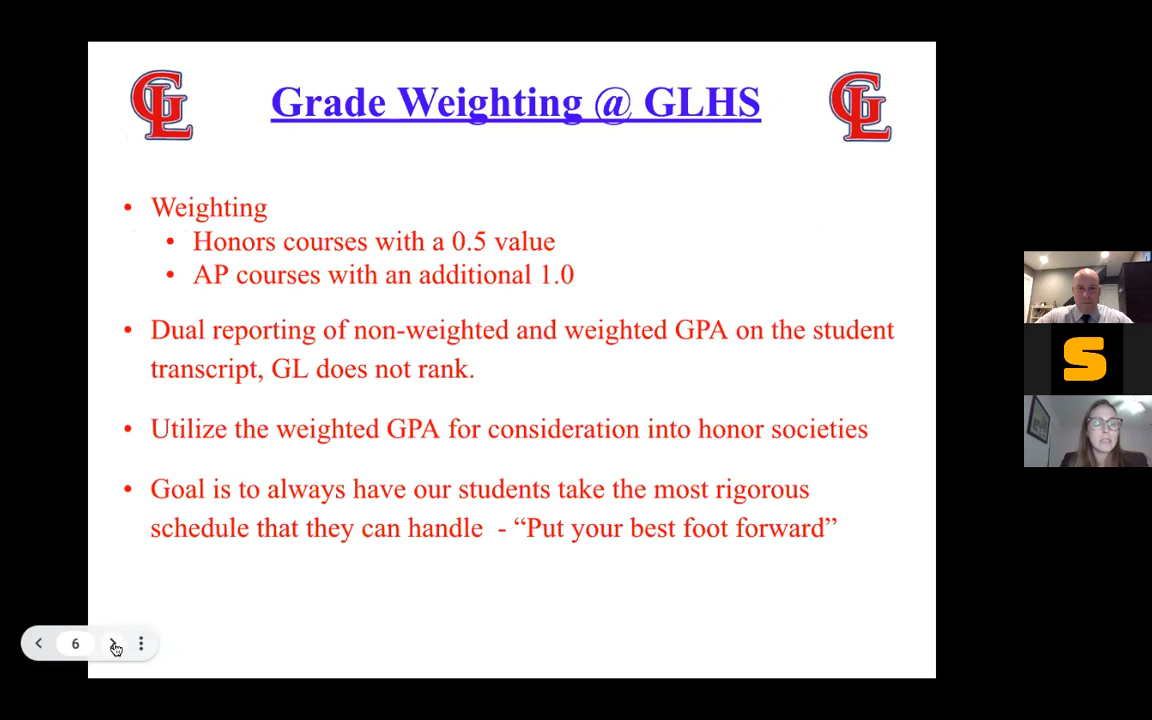 GL
Grade Weighting @ GLHS
GL
• Weighting
• Honors courses with a 0.5 value
• AP courses with an additional 1.0
• Dual reporting of non-weighted and weighted GPA on the student
transcript, GL does not rank.
• Utilize the weighted GPA for consideration into honor societies
• Goal is to always have our students take the most rigorous
schedule that they can handle - “Put your best foot forward”
S
6